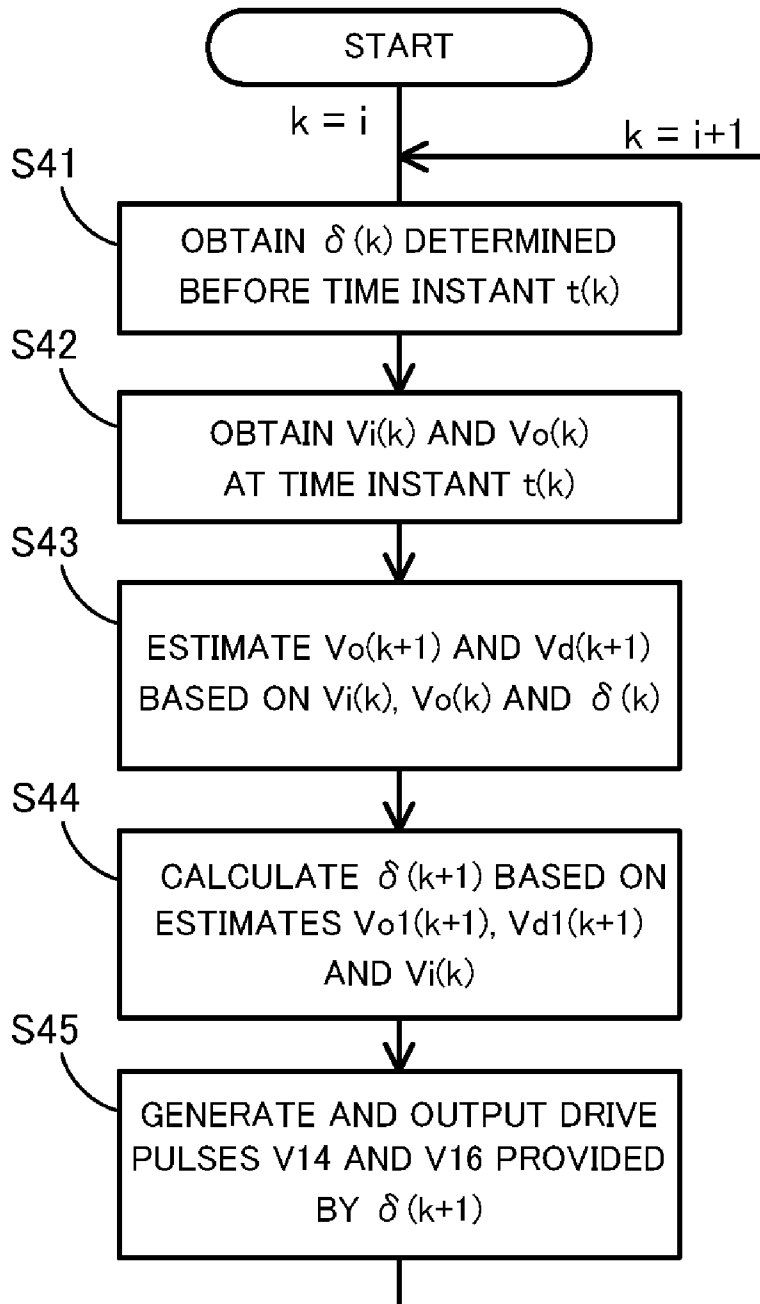 START
k = i
k = i+1
S41
OBTAIN δ(k) DETERMINED
BEFORE TIME INSTANT t(k)
S42
OBTAIN Vi(k) AND Vo(k)
AT TIME INSTANT t(k)
S43
ESTIMATE Vo(k+1) AND Vd(k+1)
BASED ON Vi(k), Vo(k) AND δ(k)
S44
CALCULATE δ(k+1) BASED ON
ESTIMATES Vo1(k+1), Vd1(k+1)
AND Vi(k)
S45
GENERATE AND OUTPUT DRIVE
PULSES V14 AND V16 PROVIDED
BY δ(k+1)